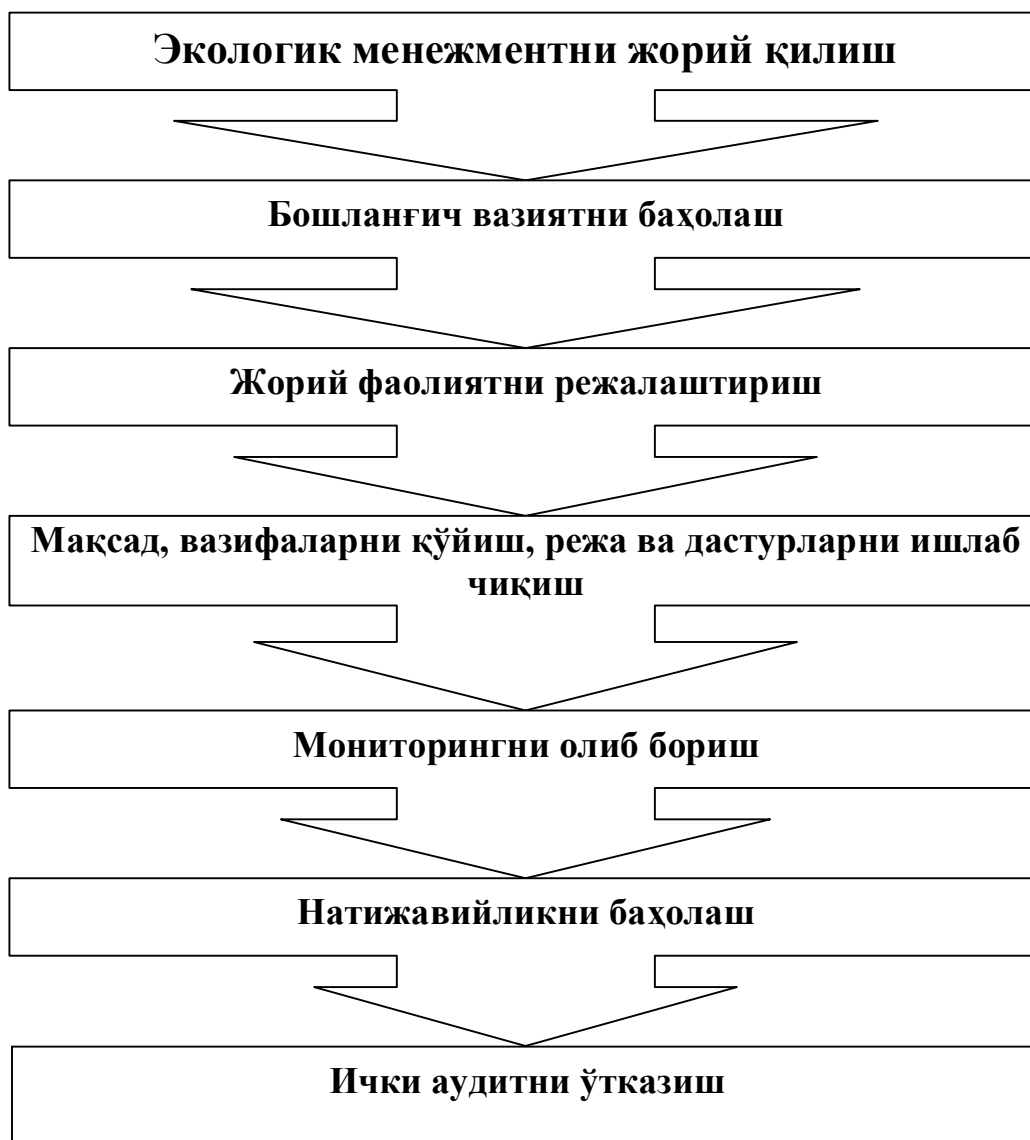 Экологик менежментни жорий қилиш
Бошланғич вазиятни баҳолаш
Жорий фаолиятни режалаштириш
Мақсад, вазифаларни қўйиш, режа ва дастурларни ишлаб
чиқиш
Мониторингни олиб бориш
Натижавийликни баҳолаш
Ички аудитни ўтказиш